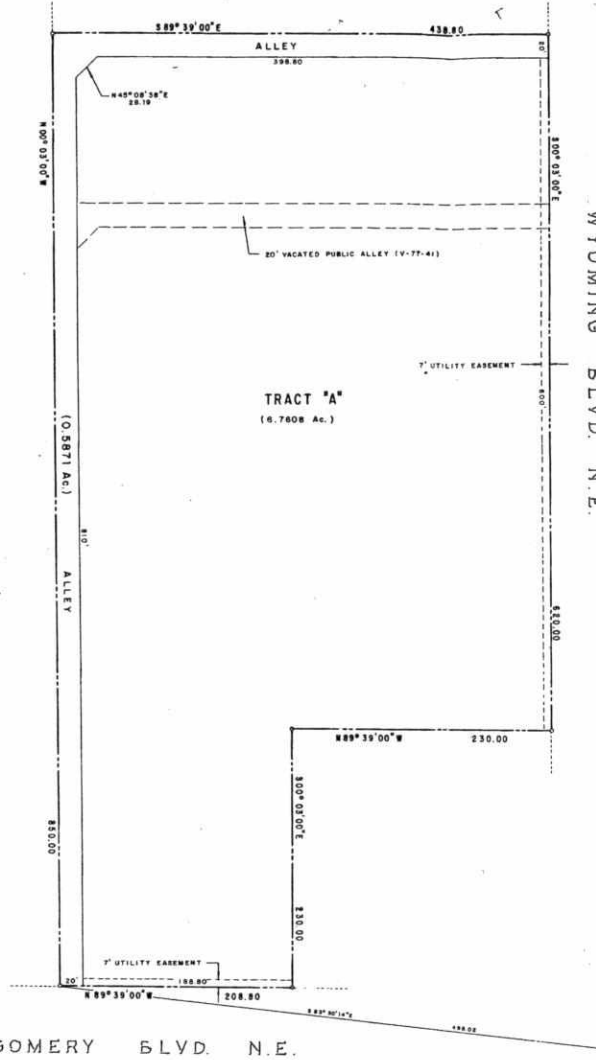 S 89° 39' 00" E 438.80
ALLEY
398.80
20'
N 45° 08' 38" E
28.19
N 00° 03' 00" W
S 00° 03' 00" E
20' VACATED PUBLIC ALLEY (V-77-41)
WYOMING BLVD. N.E.
7' UTILITY EASEMENT
600'
TRACT "A"
(6.7608 Ac.)
(0.5871 Ac.)
810'
ALLEY
620.00
N 89° 39' 00" W 230.00
S 00° 03' 00" E
850.00
230.00
7' UTILITY EASEMENT
20'
188.80
N 89° 39' 00" W 208.80
GOMERY BLVD. N.E.